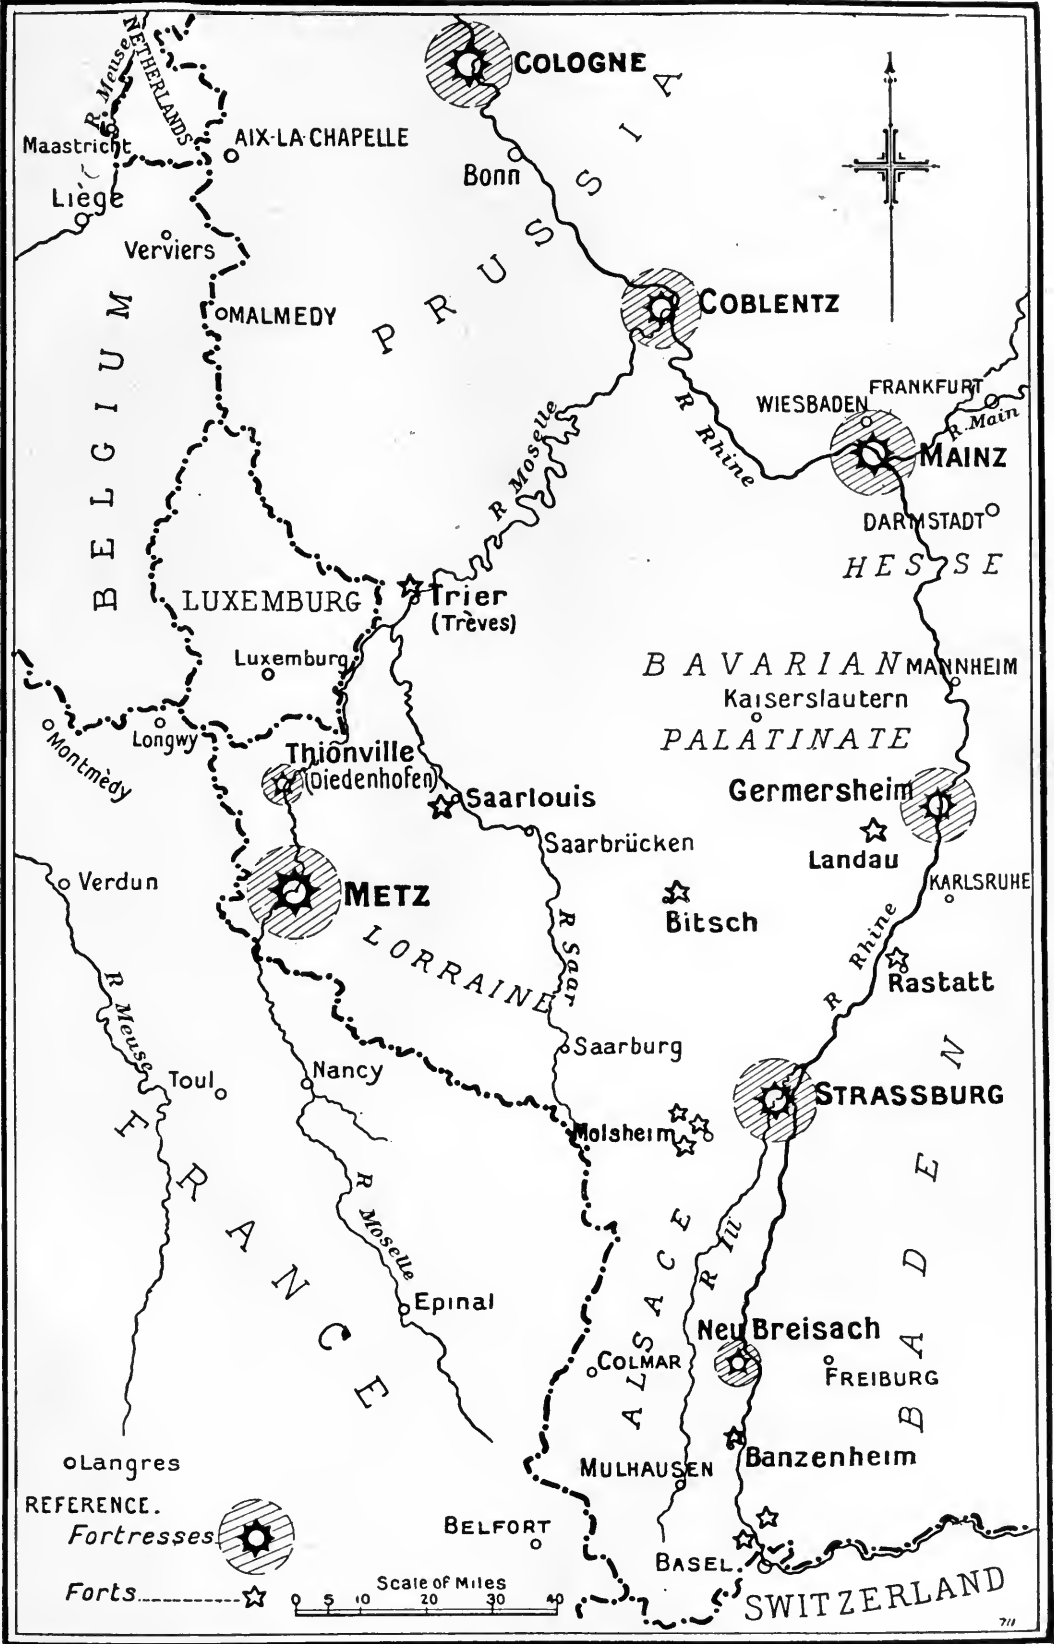 COLOGNE
R Meuse
NETHERLANDS
Maastricht
AIX-LA-CHAPELLE
Bonn
Liège
Verviers
PRUSSIA
MALMEDY
COBLENTZ
BELGIUM
FRANKFURT
WIESBADEN
R. Main
R Rhine
R Moselle
MAINZ
DARMSTADT
HESSE
LUXEMBURG
Trier
(Trèves)
Luxemburg
BAVARIAN
MANNHEIM
Kaiserslautern
PALATINATE
Longwy
Montmèdy
Thionville
(Diedenhofen)
Saarlouis
Germersheim
Saarbrücken
Landau
Verdun
METZ
KARLSRUHE
Bitsch
LORRAINE
R Saar
R Rhine
Rastatt
R Meuse
Saarburg
Nancy
Toul
STRASSBURG
Molsheim
FRANCE
BADEN
R Moselle
ALSACE
R Ill
Epinal
Neu Breisach
COLMAR
FREIBURG
Banzenheim
Langres
MULHAUSEN
REFERENCE.
Fortresses
BELFORT
BASEL.
Forts
Scale of Miles
0 5 10 20 30 40
SWITZERLAND
711